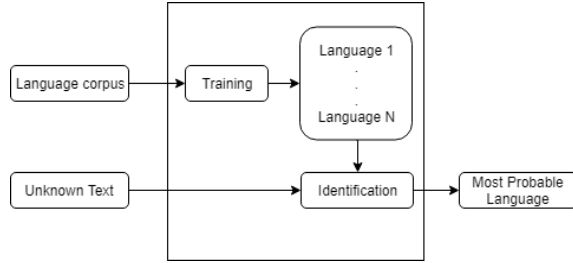 Language 1
.
.
.
Language N
Language corpus
Training
Unknown Text
Identification
Most Probable
Language